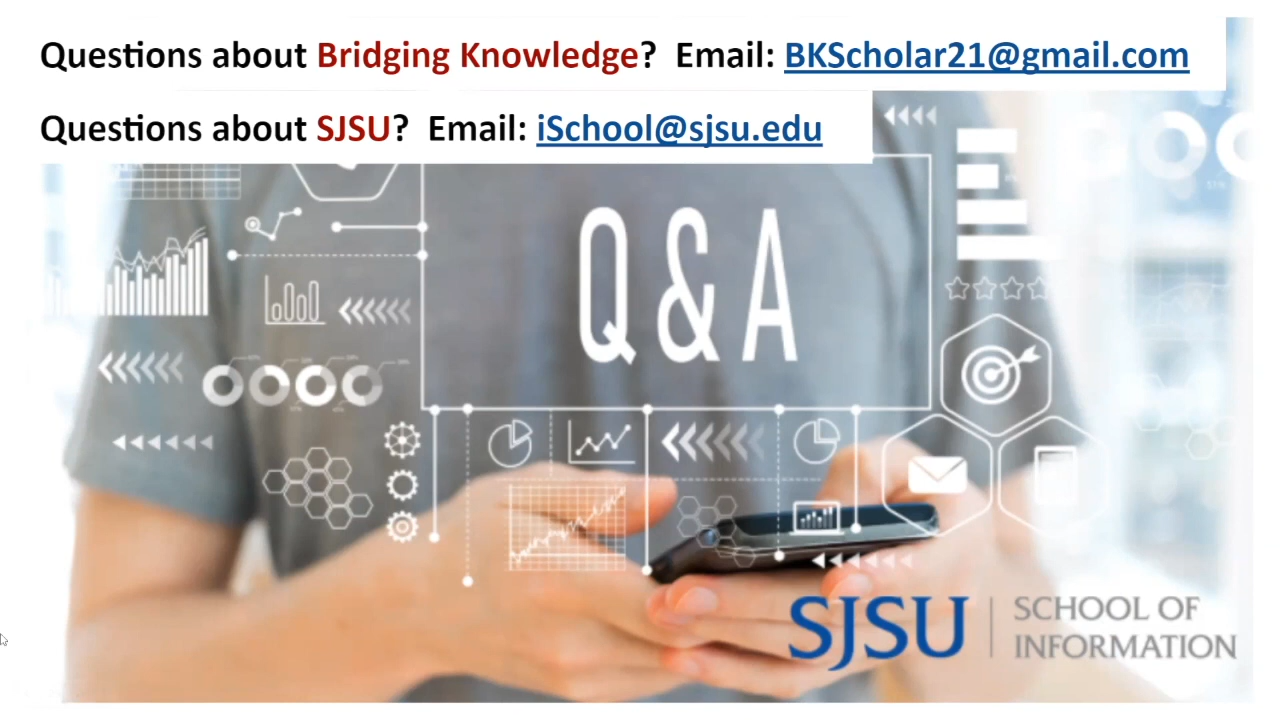 Questions about Bridging Knowledge? Email: BKScholar21@gmail.com
Questions about SJSU? Email: iSchool@sjsu.edu
Q&A
SJSU | SCHOOL OF
INFORMATION